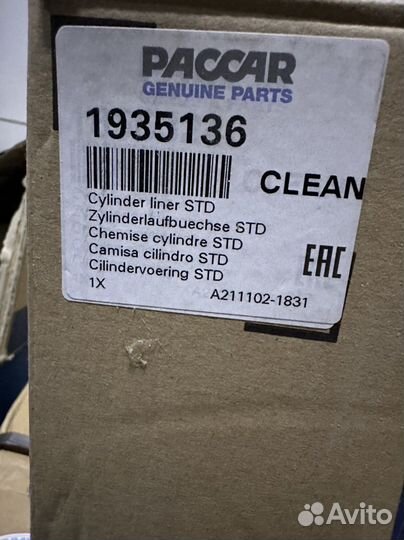 PACCAR
GENUINE PARTS
1935136
CLEAN
Cylinder liner STD
Zylinderlaufbuechse STD
Chemise cylindre STD
Camisa cilindro STD
Cilindervoering STD
EAC
1X
A211102-1831
Avito